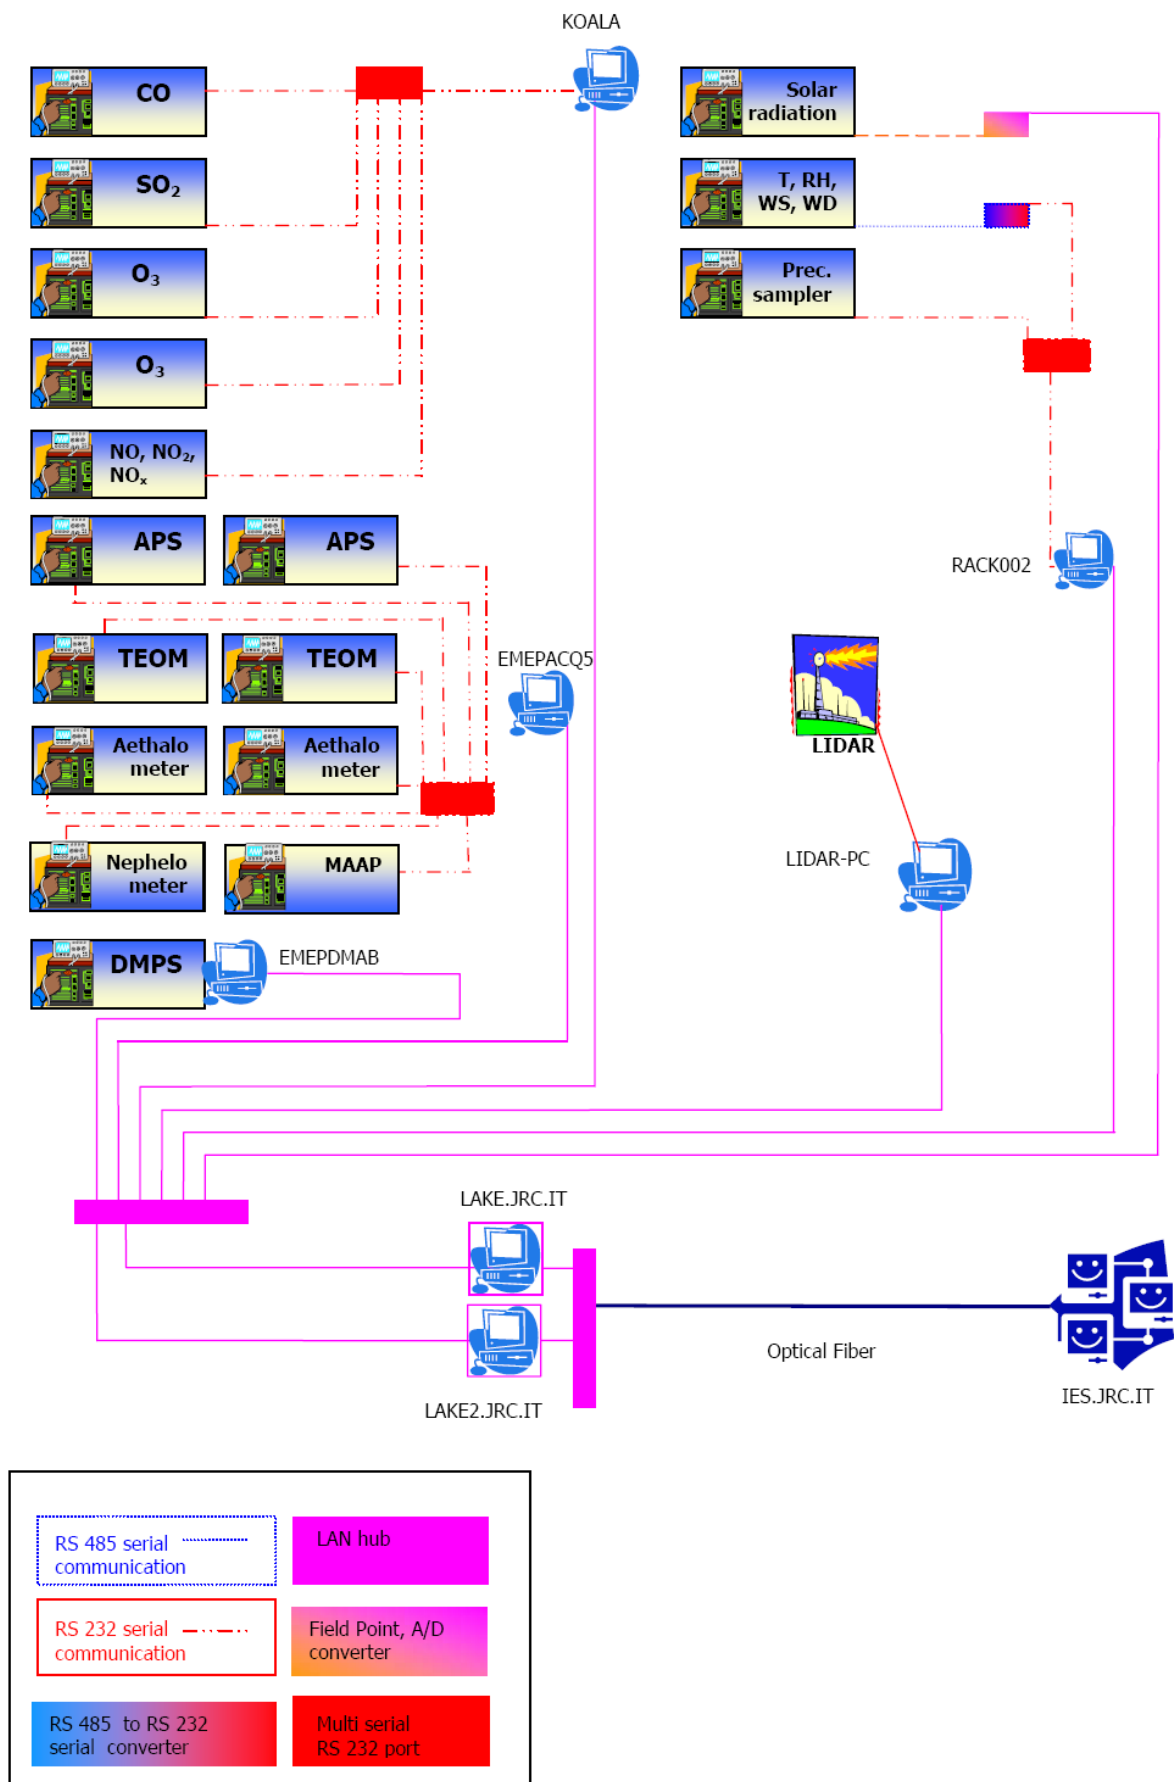 KOALA
CO
SO₂
O₃
O₃
NO, NO₂,
NOₓ
Solar
radiation
T, RH,
WS, WD
Prec.
sampler
RACK002
APS
APS
TEOM
TEOM
EMEPACQ5
Aethalo
meter
Aethalo
meter
Nephelo
meter
MAAP
LIDAR
LIDAR-PC
DMPS
EMEPDMAB
LAKE.JRC.IT
LAKE2.JRC.IT
Optical Fiber
IES.JRC.IT
RS 485 serial
communication
LAN hub
RS 232 serial
communication
Field Point, A/D
converter
RS 485 to RS 232
serial converter
Multi serial
RS 232 port